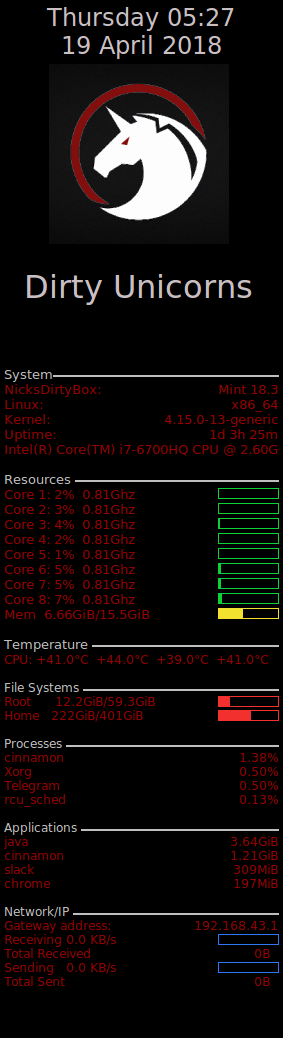 Thursday 05:27
19 April 2018
Dirty Unicorns
System
NicksDirtyBox: Mint 18.3
Linux: x86_64
Kernel: 4.15.0-13-generic
Uptime: 1d 3h 25m
Intel(R) Core(TM) i7-6700HQ CPU @ 2.60G
Resources
Core 1: 2% 0.81Ghz
Core 2: 3% 0.81Ghz
Core 3: 4% 0.81Ghz
Core 4: 2% 0.81Ghz
Core 5: 1% 0.81Ghz
Core 6: 5% 0.81Ghz
Core 7: 5% 0.81Ghz
Core 8: 7% 0.81Ghz
Mem 6.66GiB/15.5GiB
Temperature
CPU: +41.0°C +44.0°C +39.0°C +41.0°C
File Systems
Root 12.2GiB/59.3GiB
Home 222GiB/401GiB
Processes
cinnamon 1.38%
Xorg 0.50%
Telegram 0.50%
rcu_sched 0.13%
Applications
java 3.64GiB
cinnamon 1.21GiB
slack 309MiB
chrome 197MiB
Network/IP
Gateway address: 192.168.43.1
Receiving 0.0 KB/s
Total Received 0B
Sending 0.0 KB/s
Total Sent 0B